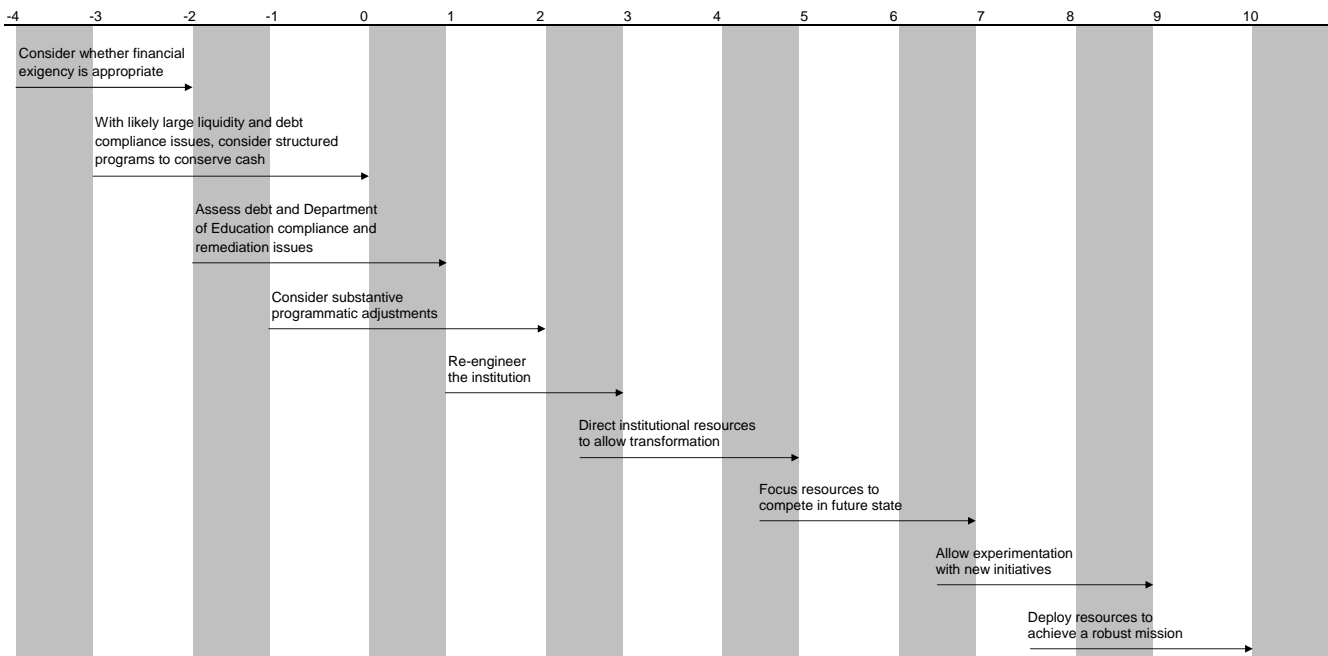 -4 -3 -2 -1 0 1 2 3 4 5 6 7 8 9 10
Consider whether financial
exigency is appropriate
With likely large liquidity and debt
compliance issues, consider structured
programs to conserve cash
Assess debt and Department
of Education compliance and
remediation issues
Consider substantive
programmatic adjustments
Re-engineer
the institution
Direct institutional resources
to allow transformation
Focus resources to
compete in future state
Allow experimentation
with new initiatives
Deploy resources to
achieve a robust mission